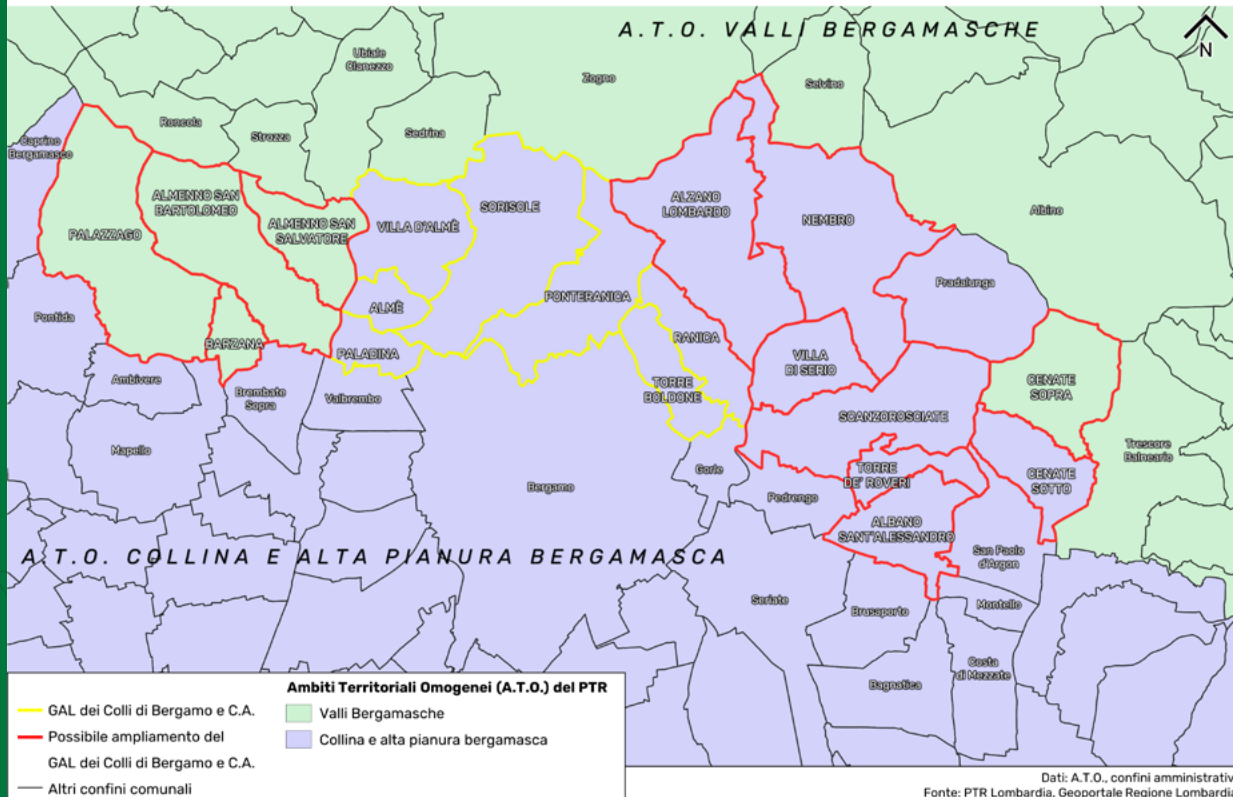 A.T.O. VALLI BERGAMASCHE
N
Ubiale
Clanezzo
Zogno
Selvino
Roncola
Strozza
Sedrina
Caprino
Bergamasco
ALMENNO SAN
BARTOLOMEO
ALMENNO SAN
SALVATORE
PALAZZAGO
VILLA D'ALMÈ
SORISOLE
ALZANO
LOMBARDO
NEMBRO
Albino
Pradalunga
Pontida
ALMÈ
PONTERANICA
BARZANA
PALADINA
RANICA
VILLA
DI SERIO
Ambivere
Brembate
Sopra
Valbrembo
TORRE
BOLDONE
CENATE
SOPRA
SCANZOROSCIATE
Mapello
Trescore
Balneario
Gorle
TORRE
DE' ROVERI
CENATE
SOTTO
Bergamo
Pedrengo
ALBANO
SANT'ALESSANDRO
A.T.O. COLLINA E ALTA PIANURA BERGAMASCA
San Paolo
d'Argon
Seriate
Brusaporto
Montello
Costa
di Mezzate
Bagnatica
GAL dei Colli di Bergamo e C.A.
Possibile ampliamento del
GAL dei Colli di Bergamo e C.A.
Altri confini comunali
Ambiti Territoriali Omogenei (A.T.O.) del PTR
Valli Bergamasche
Collina e alta pianura bergamasca
Dati: A.T.O., confini amministrativ
Fonte: PTR Lombardia, Geoportale Regione Lombardia